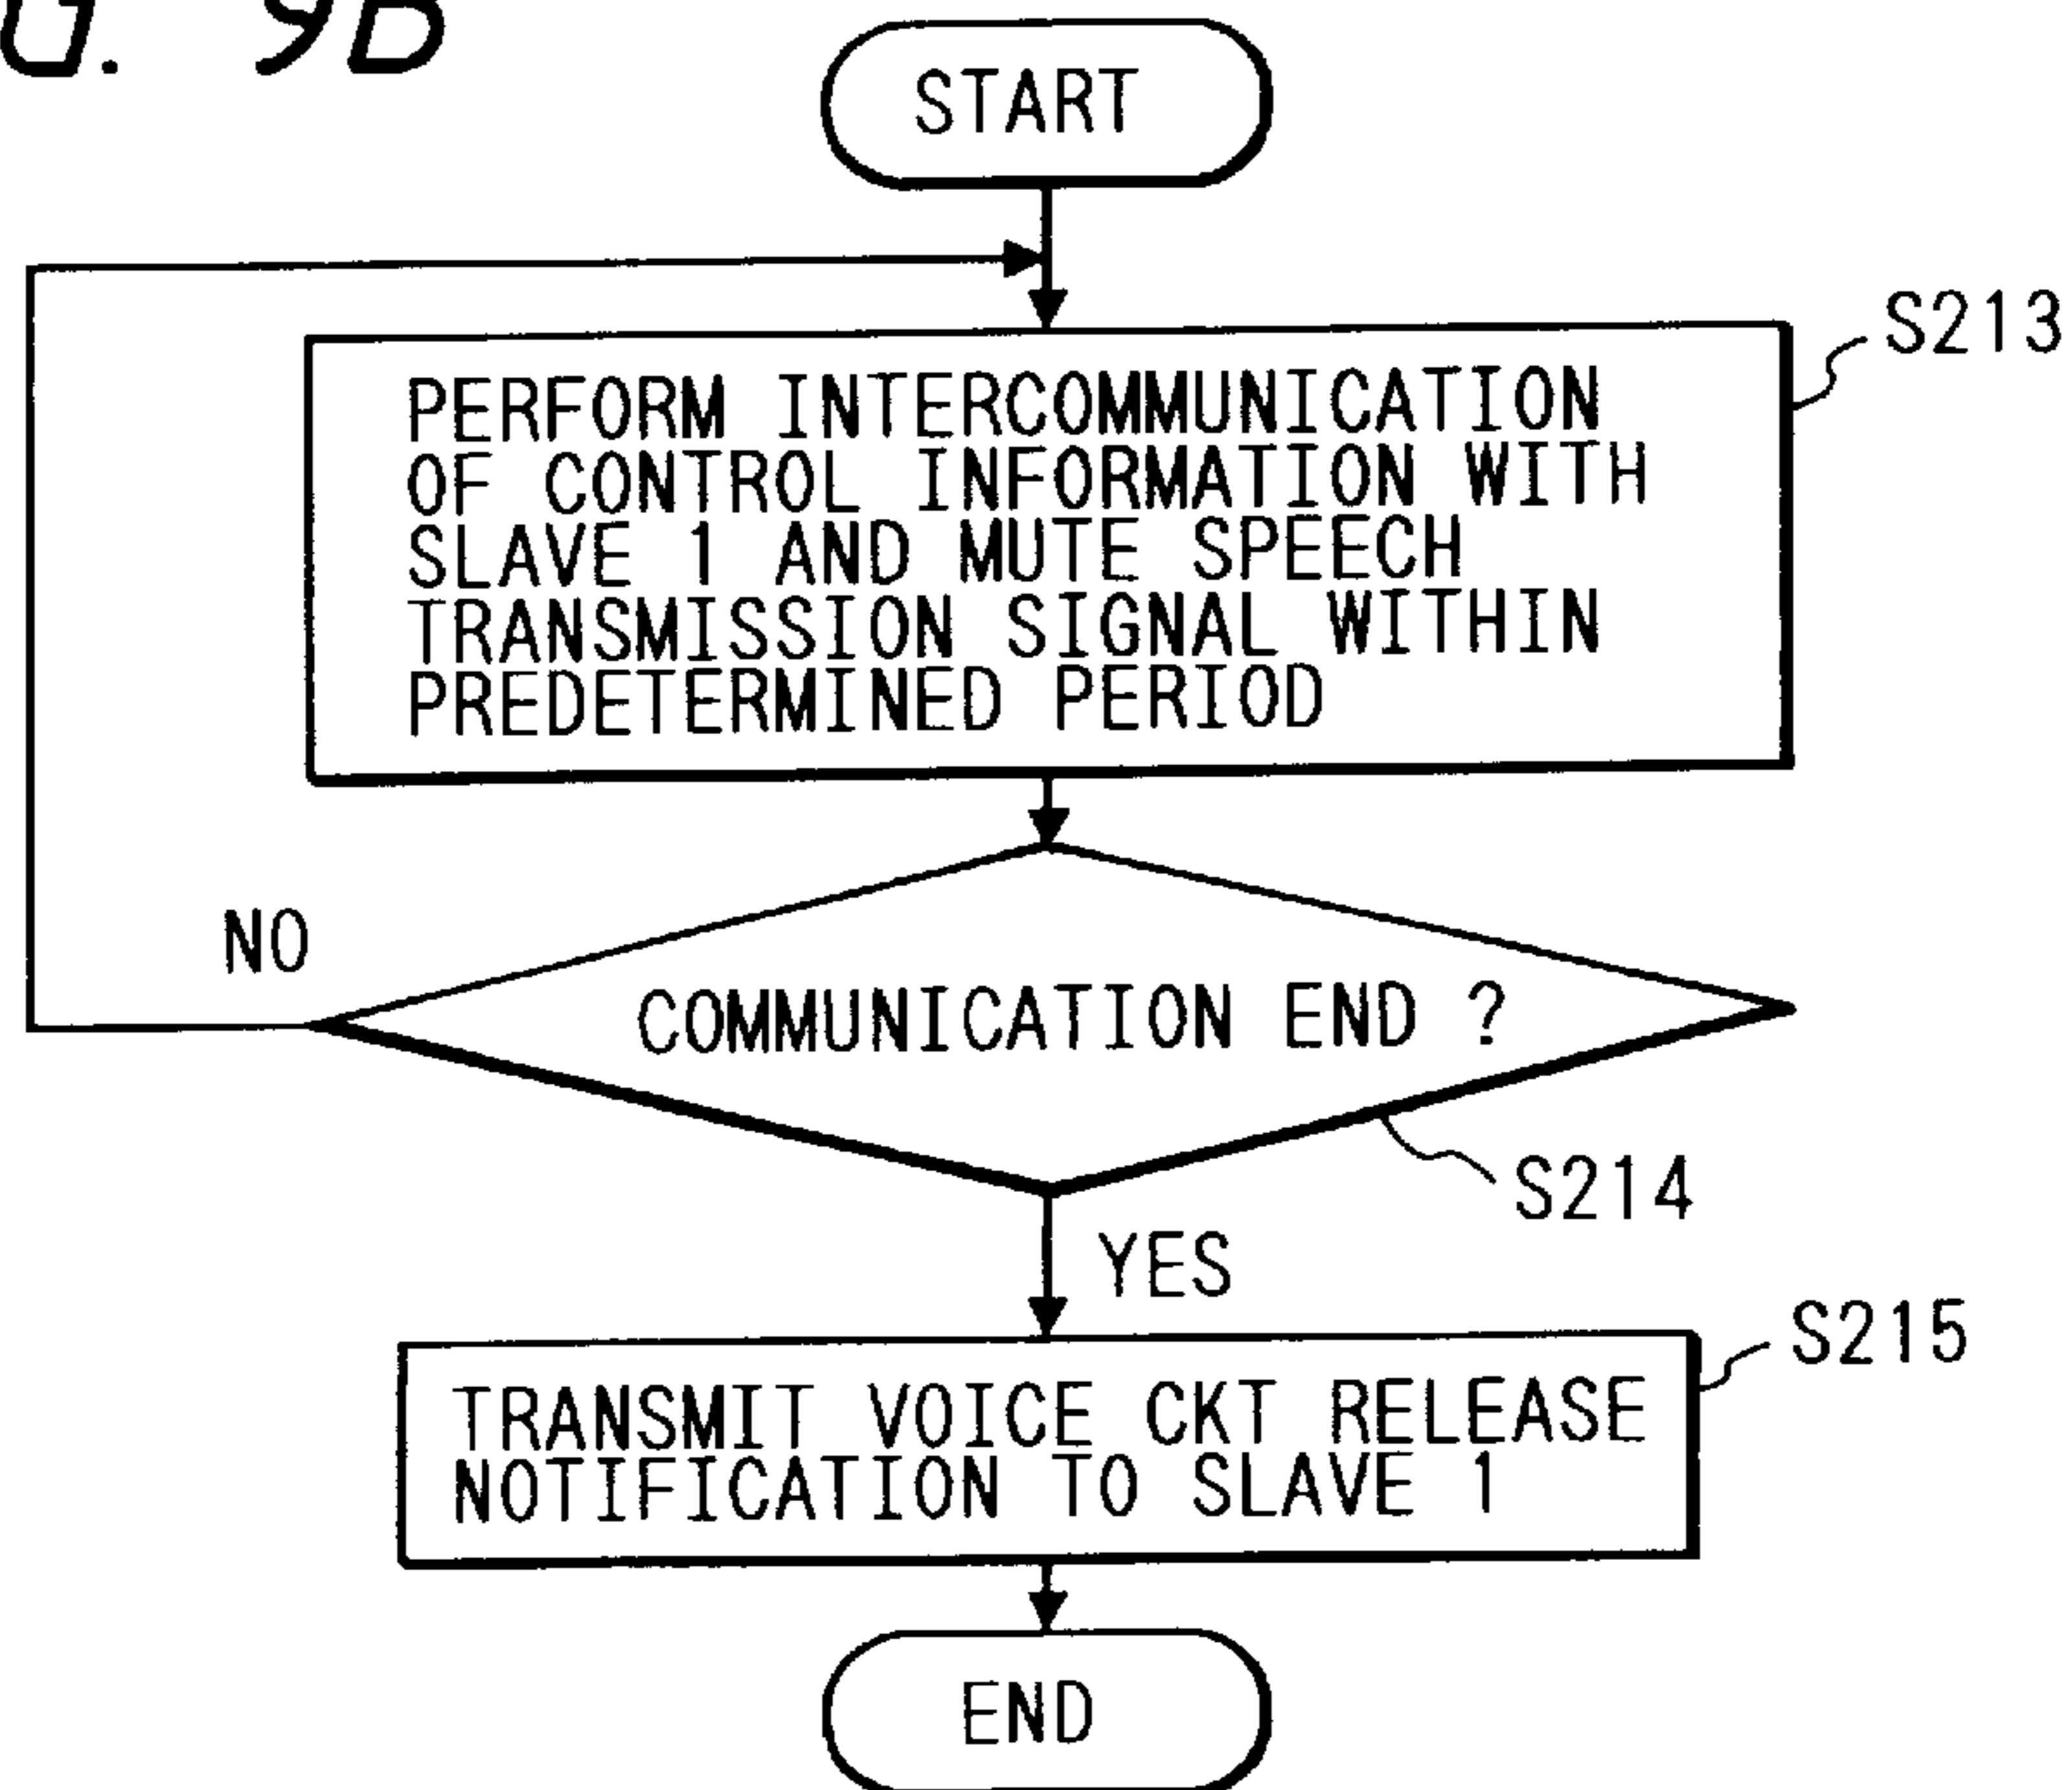 G. 9B
START
S213
PERFORM INTERCOMMUNICATION
OF CONTROL INFORMATION WITH
SLAVE 1 AND MUTE SPEECH
TRANSMISSION SIGNAL WITHIN
PREDETERMINED PERIOD
NO
COMMUNICATION END ?
S214
YES
S215
TRANSMIT VOICE CKT RELEASE
NOTIFICATION TO SLAVE 1
END